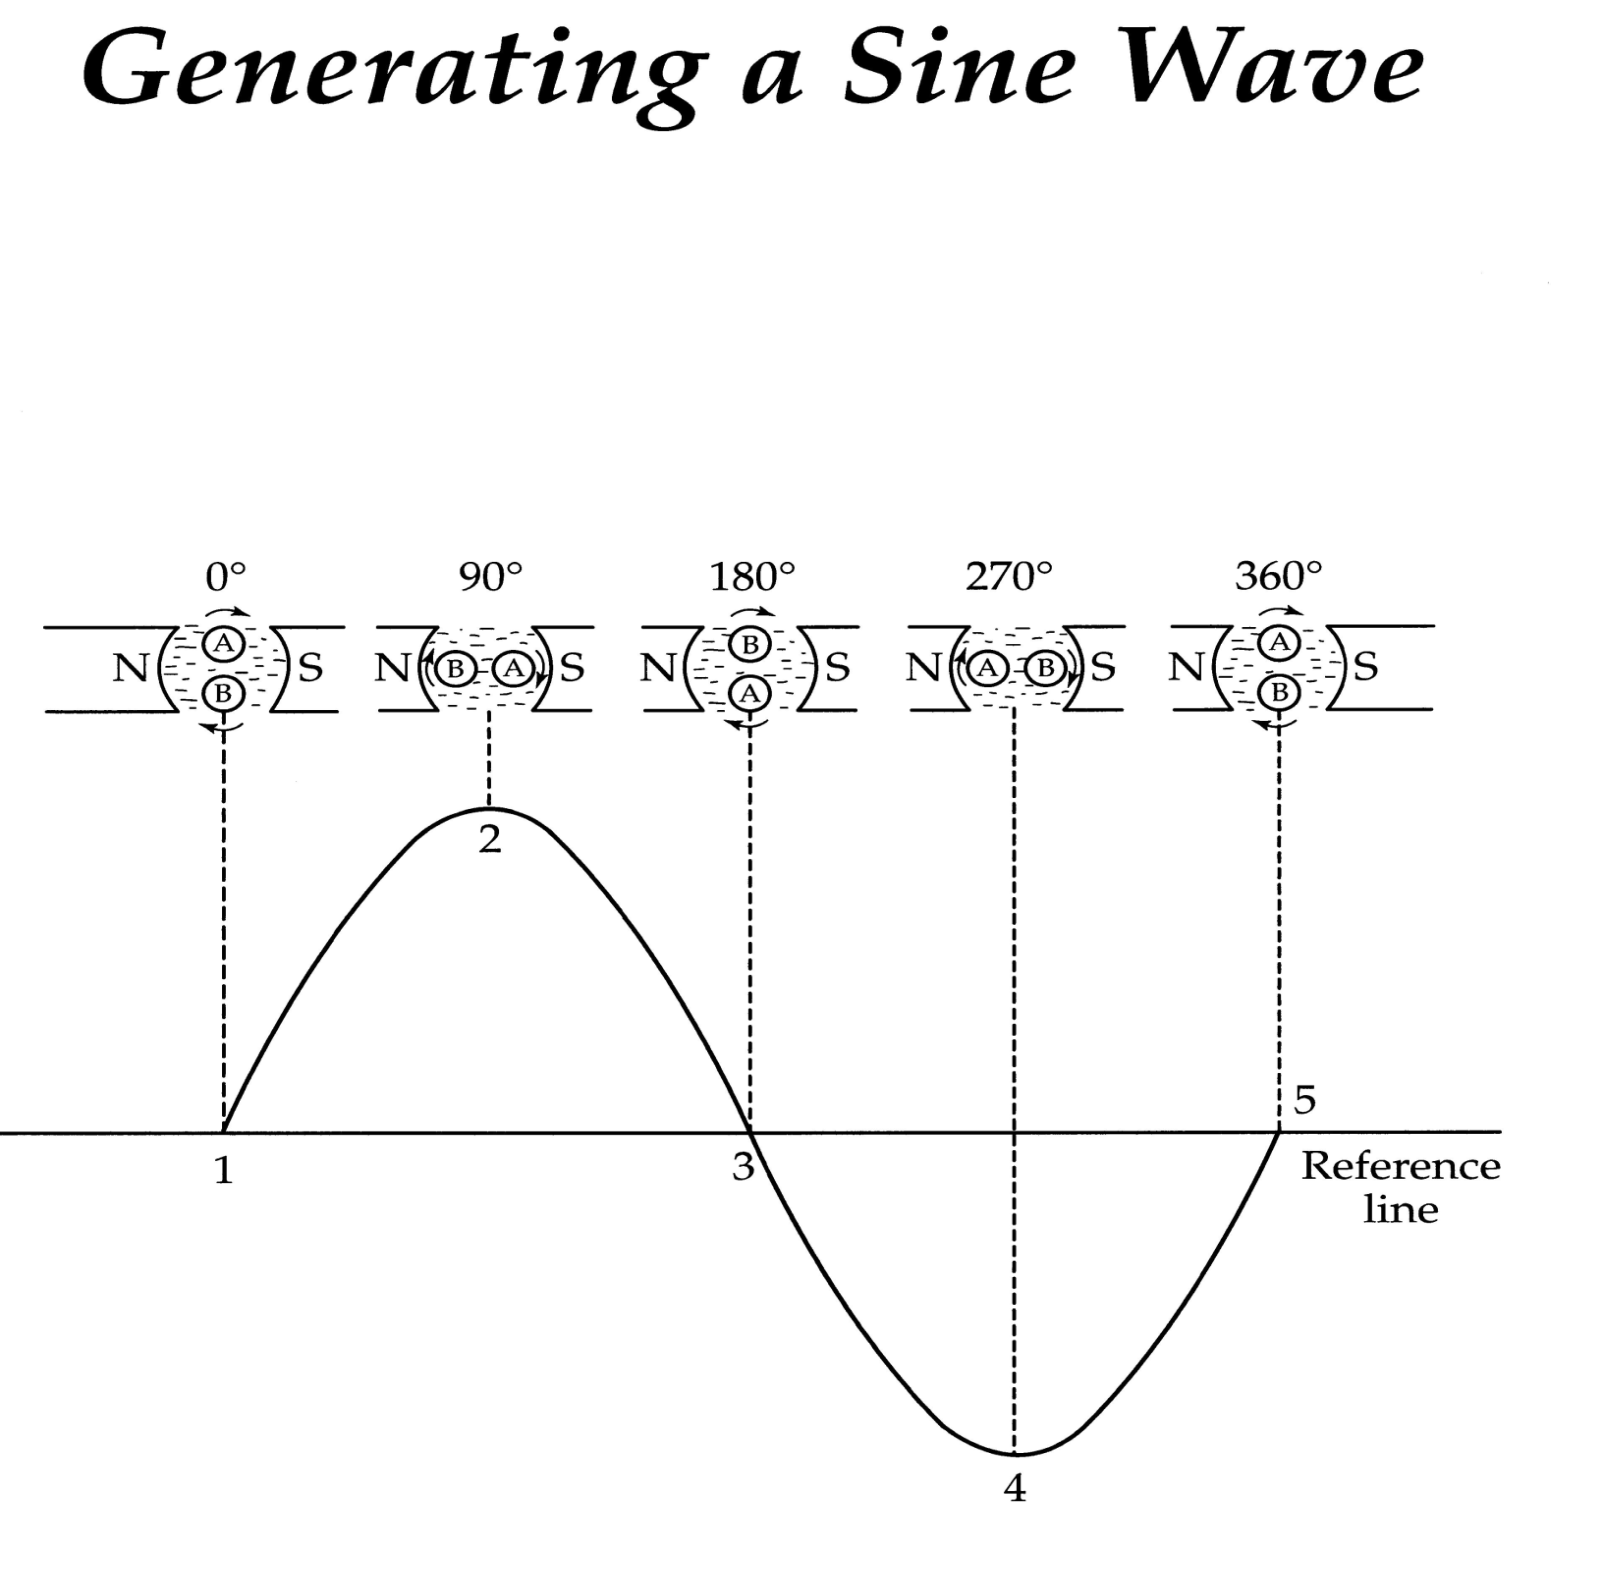 Generating a Sine Wave
0° 90° 180° 270° 360°
N A B S N B A S N B A S N A B S N A B S
2
5
1 3 Reference
line
4